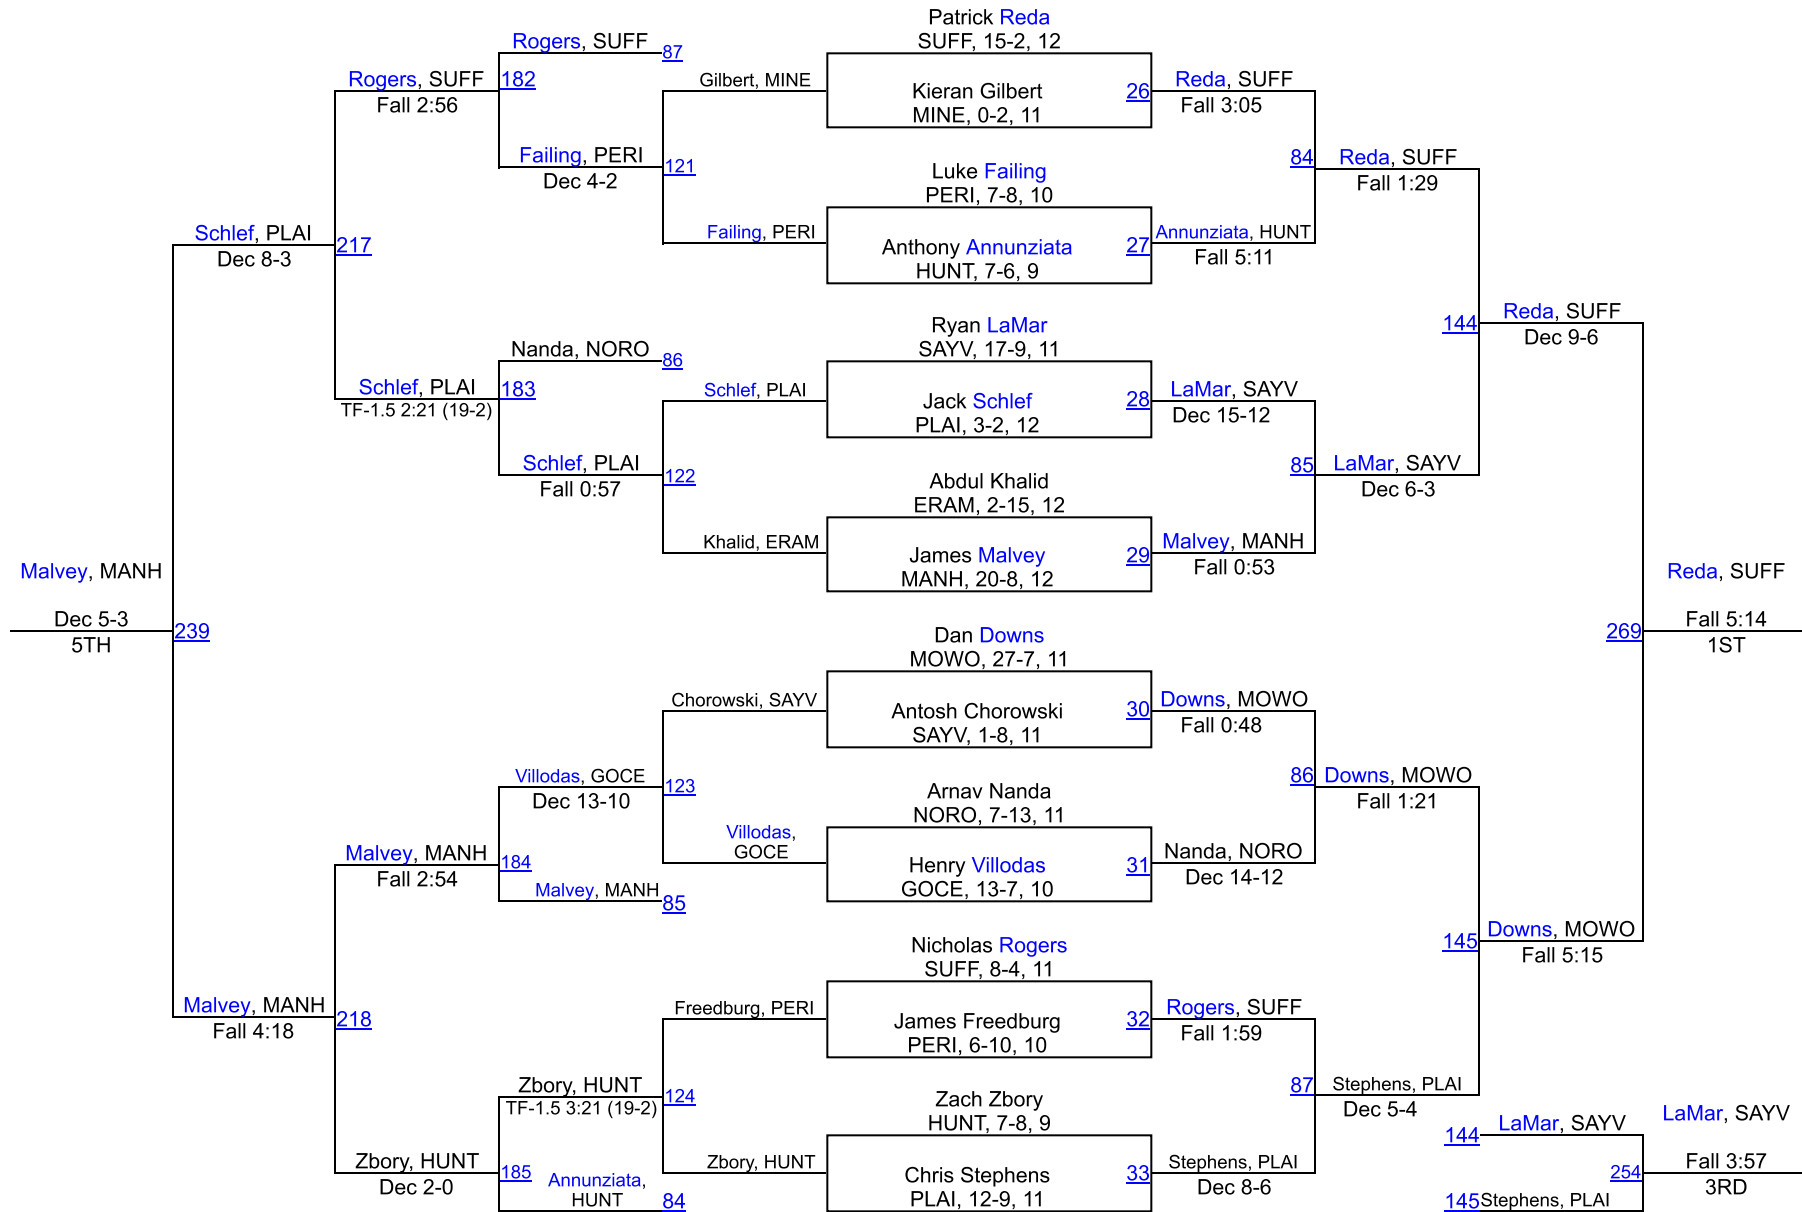 Patrick Reda
SUFF, 15-2, 12
Kieran Gilbert
MINE, 0-2, 11
26
Luke Failing
PERI, 7-8, 10
Anthony Annunziata
HUNT, 7-6, 9
27
Ryan LaMar
SAYV, 17-9, 11
Jack Schlef
PLAI, 3-2, 12
28
Abdul Khalid
ERAM, 2-15, 12
James Malvey
MANH, 20-8, 12
29
Dan Downs
MOWO, 27-7, 11
Antosh Chorowski
SAYV, 1-8, 11
30
Arnav Nanda
NORO, 7-13, 11
Henry Villodas
GOCE, 13-7, 10
31
Nicholas Rogers
SUFF, 8-4, 11
James Freedburg
PERI, 6-10, 10
32
Zach Zbory
HUNT, 7-8, 9
Chris Stephens
PLAI, 12-9, 11
33
Reda, SUFF
Fall 3:05
84
Annunziata, HUNT
Fall 5:11
LaMar, SAYV
Dec 15-12
85
Malvey, MANH
Fall 0:53
Downs, MOWO
Fall 0:48
86
Nanda, NORO
Dec 14-12
Rogers, SUFF
Fall 1:59
87
Stephens, PLAI
Dec 8-6
Reda, SUFF
Fall 1:29
144
LaMar, SAYV
Dec 6-3
Downs, MOWO
Fall 1:21
145
Stephens, PLAI
Dec 5-4
Reda, SUFF
Dec 9-6
269
Downs, MOWO
Fall 5:15
Reda, SUFF
Fall 5:14
1ST
144
LaMar, SAYV
254
145
Stephens, PLAI
LaMar, SAYV
Fall 3:57
3RD
Gilbert, MINE
121
Failing, PERI
Schlef, PLAI
122
Khalid, ERAM
Chorowski, SAYV
123
Villodas,
GOCE
Freedburg, PERI
124
Zbory, HUNT
Rogers, SUFF
87
182
Failing, PERI
Dec 4-2
Nanda, NORO
86
183
Schlef, PLAI
Fall 0:57
Villodas, GOCE
Dec 13-10
184
Malvey, MANH
85
Zbory, HUNT
TF-1.5 3:21 (19-2)
185
Annunziata,
HUNT
84
Rogers, SUFF
Fall 2:56
217
Schlef, PLAI
TF-1.5 2:21 (19-2)
Malvey, MANH
Fall 2:54
218
Zbory, HUNT
Dec 2-0
Schlef, PLAI
Dec 8-3
239
Malvey, MANH
Fall 4:18
Malvey, MANH
Dec 5-3
5TH